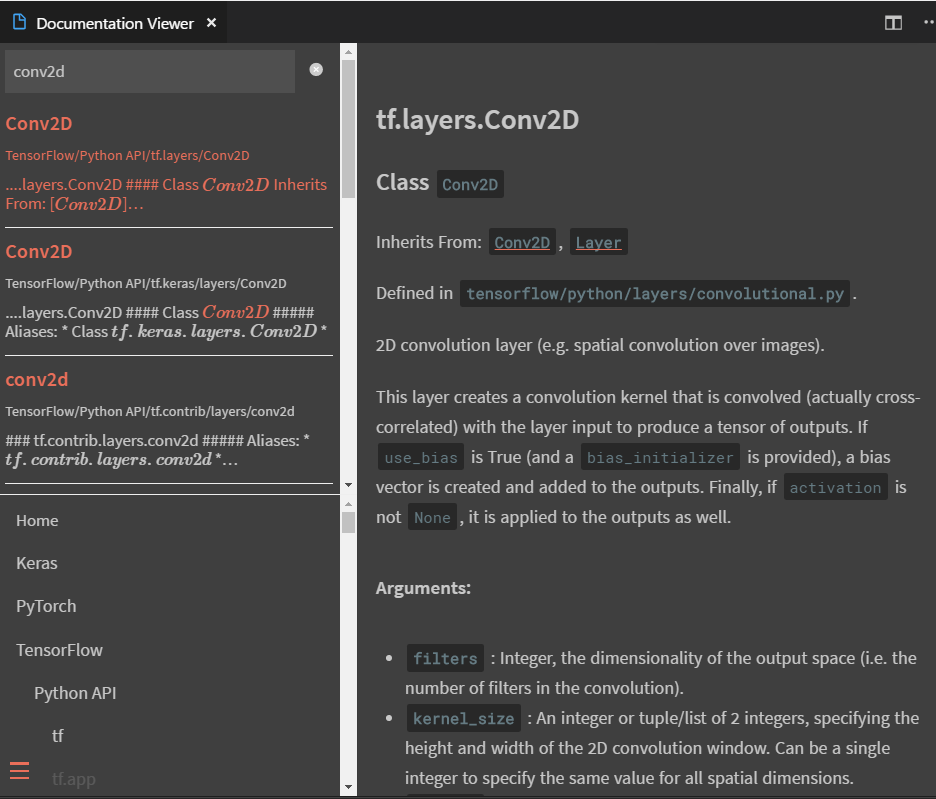 Documentation Viewer
conv2d
Conv2D
TensorFlow/Python API/tf.layers/Conv2D
....layers.Conv2D #### Class Conv2D Inherits
From: [Conv2D]...
Conv2D
TensorFlow/Python API/tf.keras/layers/Conv2D
....layers.Conv2D #### Class Conv2D #####
Aliases: * Class tf.keras.layers.Conv2D *
conv2d
TensorFlow/Python API/tf.contrib/layers/conv2d
### tf.contrib.layers.conv2d ##### Aliases: *
tf.contrib.layers.conv2d *...
Home
Keras
PyTorch
TensorFlow
Python API
tf
tf.app
tf.layers.Conv2D
Class Conv2D
Inherits From: Conv2D , Layer
Defined in tensorflow/python/layers/convolutional.py .
2D convolution layer (e.g. spatial convolution over images).
This layer creates a convolution kernel that is convolved (actually cross-
correlated) with the layer input to produce a tensor of outputs. If
use_bias is True (and a bias_initializer is provided), a bias
vector is created and added to the outputs. Finally, if activation is
not None , it is applied to the outputs as well.
Arguments:
• filters : Integer, the dimensionality of the output space (i.e. the
number of filters in the convolution).
• kernel_size : An integer or tuple/list of 2 integers, specifying the
height and width of the 2D convolution window. Can be a single
integer to specify the same value for all spatial dimensions.